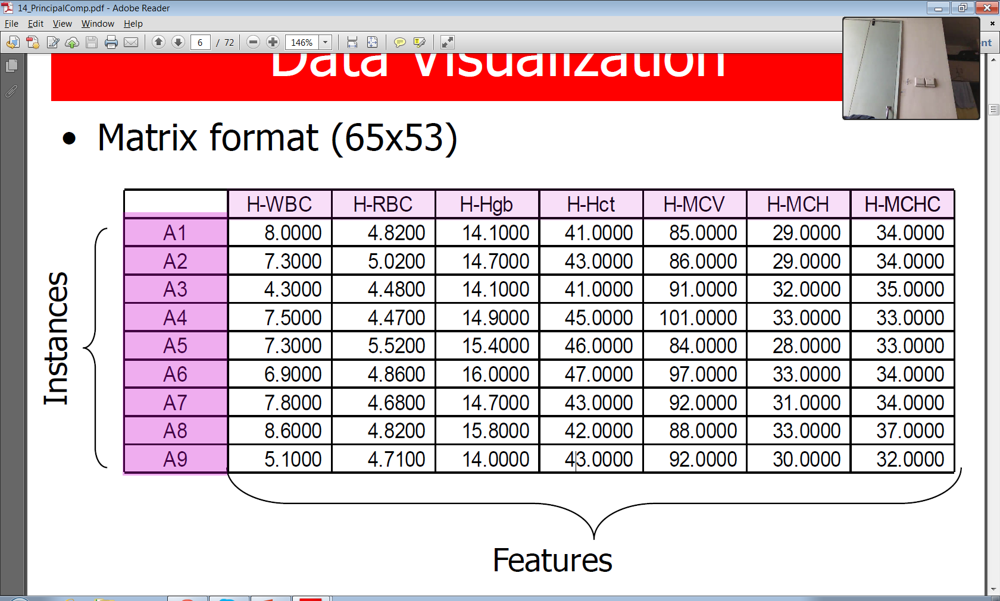 14_PrincipalComp.pdf - Adobe Reader
File Edit View Window Help
6 / 72 146%
nt
Data Visualization
• Matrix format (65x53)
H-WBC H-RBC H-Hgb H-Hct H-MCV H-MCH H-MCHC
A1 8.0000 4.8200 14.1000 41.0000 85.0000 29.0000 34.0000
A2 7.3000 5.0200 14.7000 43.0000 86.0000 29.0000 34.0000
A3 4.3000 4.4800 14.1000 41.0000 91.0000 32.0000 35.0000
A4 7.5000 4.4700 14.9000 45.0000 101.0000 33.0000 33.0000
A5 7.3000 5.5200 15.4000 46.0000 84.0000 28.0000 33.0000
A6 6.9000 4.8600 16.0000 47.0000 97.0000 33.0000 34.0000
A7 7.8000 4.6800 14.7000 43.0000 92.0000 31.0000 34.0000
A8 8.6000 4.8200 15.8000 42.0000 88.0000 33.0000 37.0000
A9 5.1000 4.7100 14.0000 43.0000 92.0000 30.0000 32.0000
Instances
Features